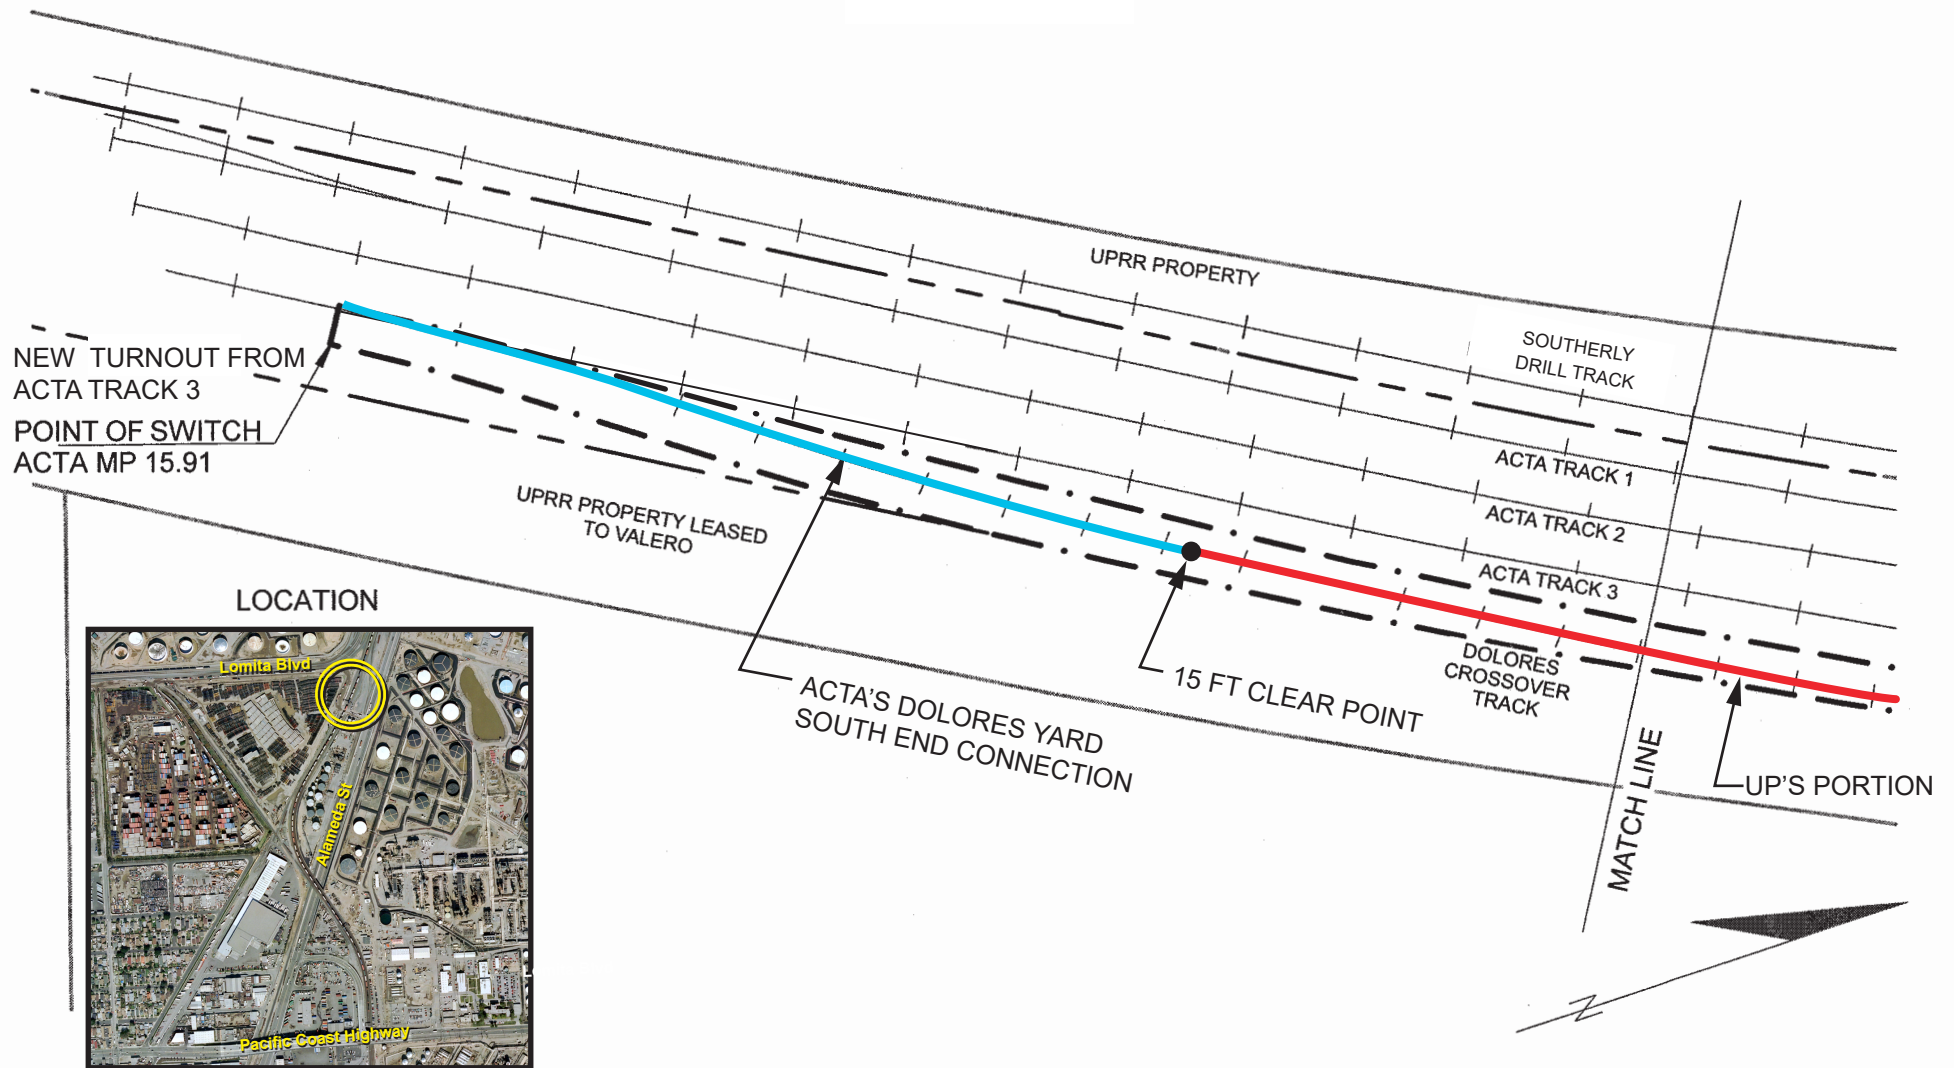 UPRR PROPERTY
SOUTHERLY
DRILL TRACK
NEW TURNOUT FROM
ACTA TRACK 3
POINT OF SWITCH
ACTA MP 15.91
ACTA TRACK 1
ACTA TRACK 2
ACTA TRACK 3
UPRR PROPERTY LEASED
TO VALERO
DOLORES
CROSSOVER
TRACK
15 FT CLEAR POINT
ACTA'S DOLORES YARD
SOUTH END CONNECTION
UP'S PORTION
MATCH LINE
LOCATION
Lomita Blvd
Alameda St
Pacific Coast Highway
Z